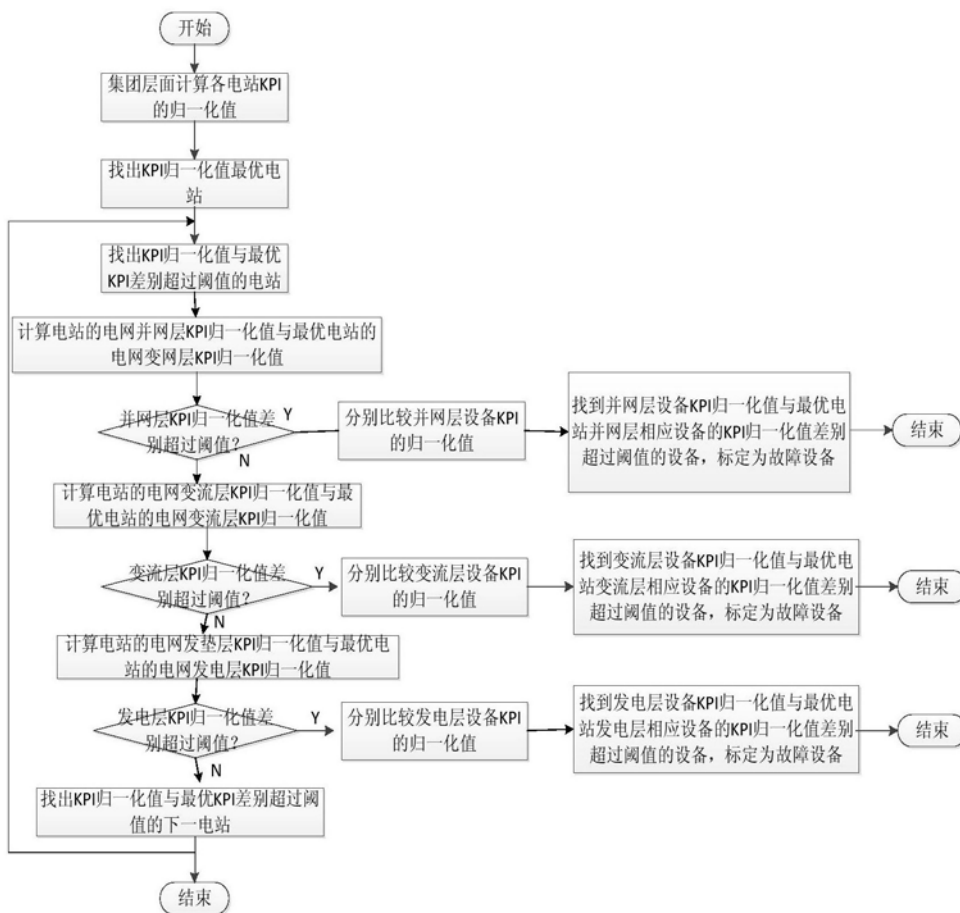 开始
集团层面计算各电站KPI
的归一化值
找出KPI归一化值最优电
站
找出KPI归一化值与最优
KPI差别超过阈值的电站
计算电站的电网并网层KPI归一化值与最优电站的
电网变网层KPI归一化值
并网层KPI归一化值差
别超过阈值?
Y
N
分别比较并网层设备KPI
的归一化值
找到并网层设备KPI归一化值与最优电
站并网层相应设备的KPI归一化值差别
超过阈值的设备，标定为故障设备
结束
计算电站的电网变流层KPI归一化值与最
优电站的电网变流层KPI归一化值
变流层KPI归一化值差
别超过阈值?
Y
N
分别比较变流层设备KPI
的归一化值
找到变流层设备KPI归一化值与最优电
站变流层相应设备的KPI归一化值差别
超过阈值的设备，标定为故障设备
结束
计算电站的电网发垫层KPI归一化值与最优电
站的电网发电层KPI归一化值
发电层KPI归一化值差
别超过阈值?
Y
N
分别比较发电层设备KPI
的归一化值
找到发电层设备KPI归一化值与最优电
站发电层相应设备的KPI归一化值差别
超过阈值的设备，标定为故障设备
结束
找出KPI归一化值与最优KPI差别超过阈
值的下一电站
结束